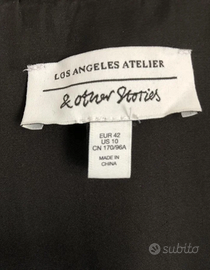 LOS ANGELES ATELIER
& other Stories
EUR 42
US 10
CN 170/96A
MADE IN
CHINA
subito